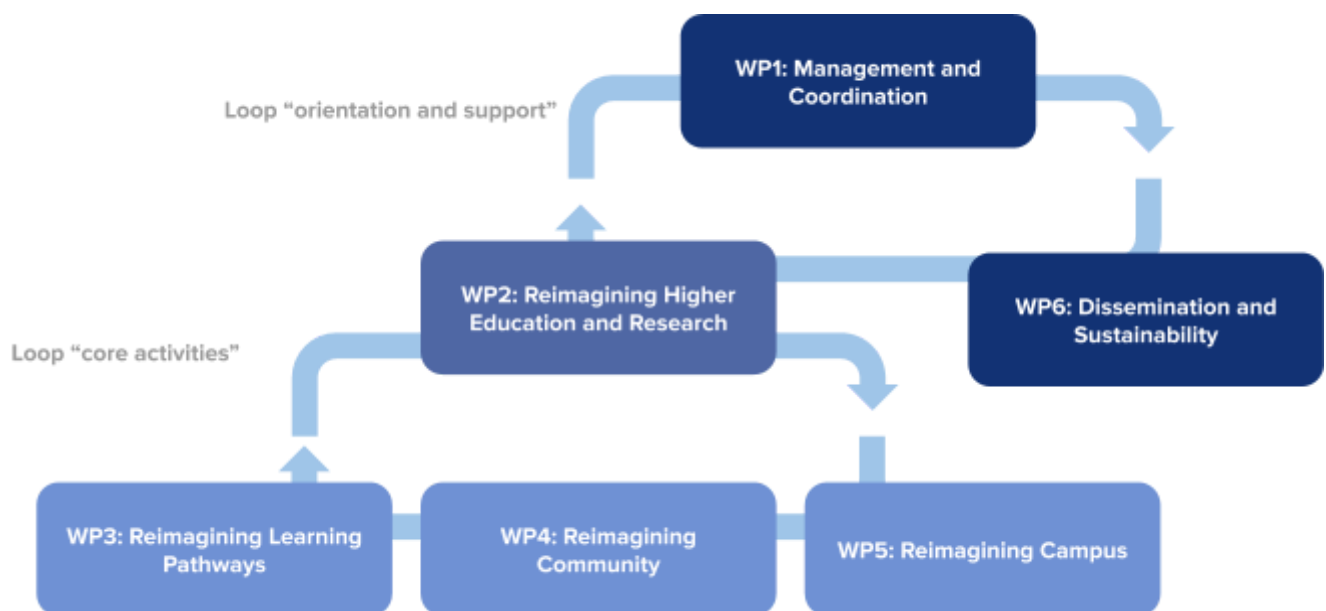 WP1: Management and
Coordination
Loop “orientation and support”
WP2: Reimagining Higher
Education and Research
WP6: Dissemination and
Sustainability
Loop “core activities”
WP3: Reimagining Learning
Pathways
WP4: Reimagining
Community
WP5: Reimagining Campus